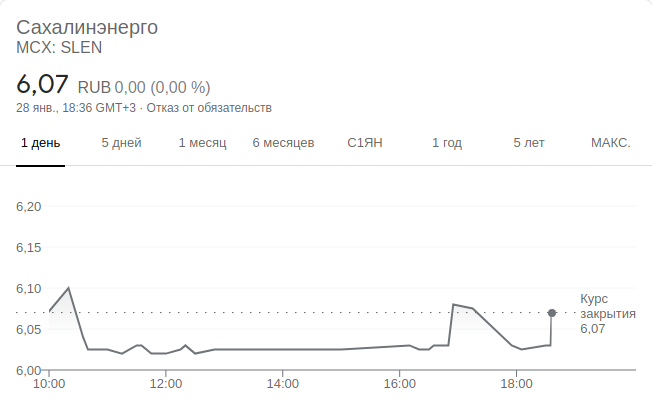 Сахалинэнерго
MCX: SLEN
6,07 RUB 0,00 (0,00 %)
28 янв., 18:36 GMT+3 · Отказ от обязательств
1 день 5 дней 1 месяц 6 месяцев С1ЯН 1 год 5 лет МАКС.
6,20
6,15
6,10
6,05
6,00
Курс
закрытия
6,07
10:00 12:00 14:00 16:00 18:00